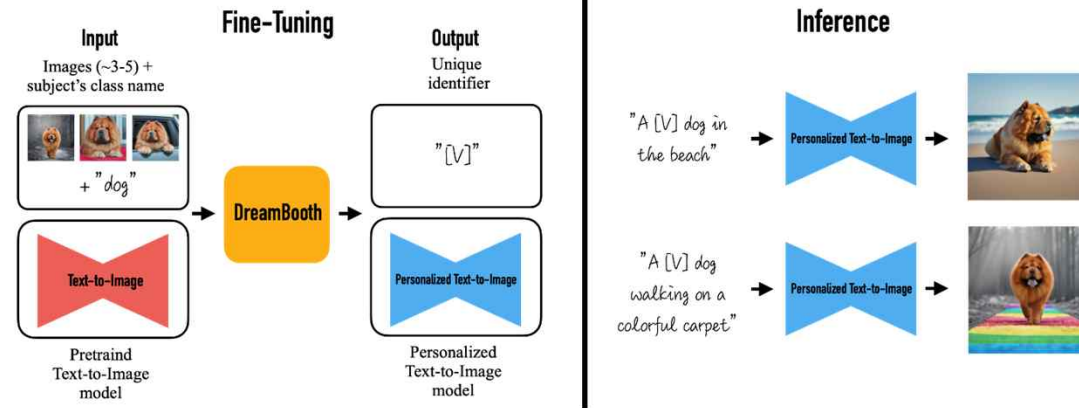 Fine-Tuning
Input
Images (~3-5) +
subject's class name
+ "dog"
Text-to-Image
Pretraind
Text-to-Image
model
DreamBooth
Output
Unique
identifier
"[V]"
Personalized Text-to-Image
Personalized
Text-to-Image
model
Inference
"A [V] dog in
the beach"
Personalized Text-to-Image
"A [V] dog
walking on a
colorful carpet"
Personalized Text-to-Image